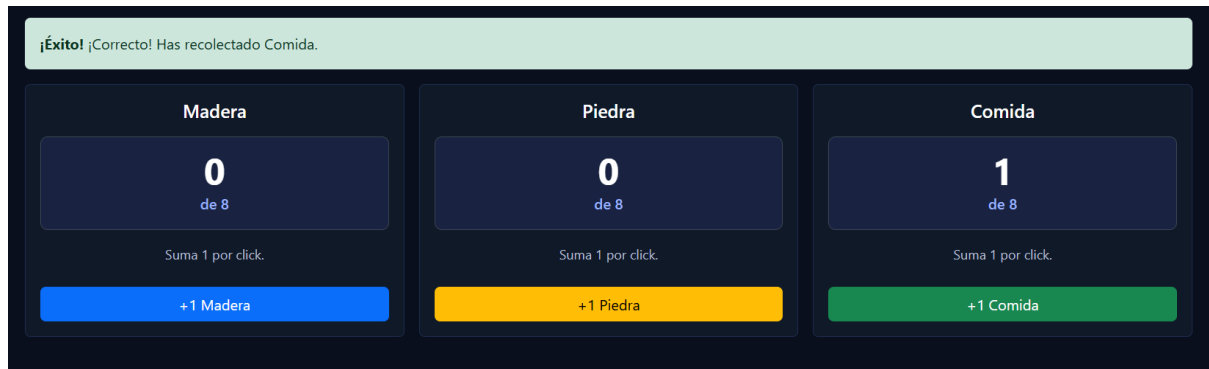 ¡Éxito! ¡Correcto! Has recolectado Comida.
Madera
0
de 8
Suma 1 por click.
+1 Madera
Piedra
0
de 8
Suma 1 por click.
+1 Piedra
Comida
1
de 8
Suma 1 por click.
+1 Comida